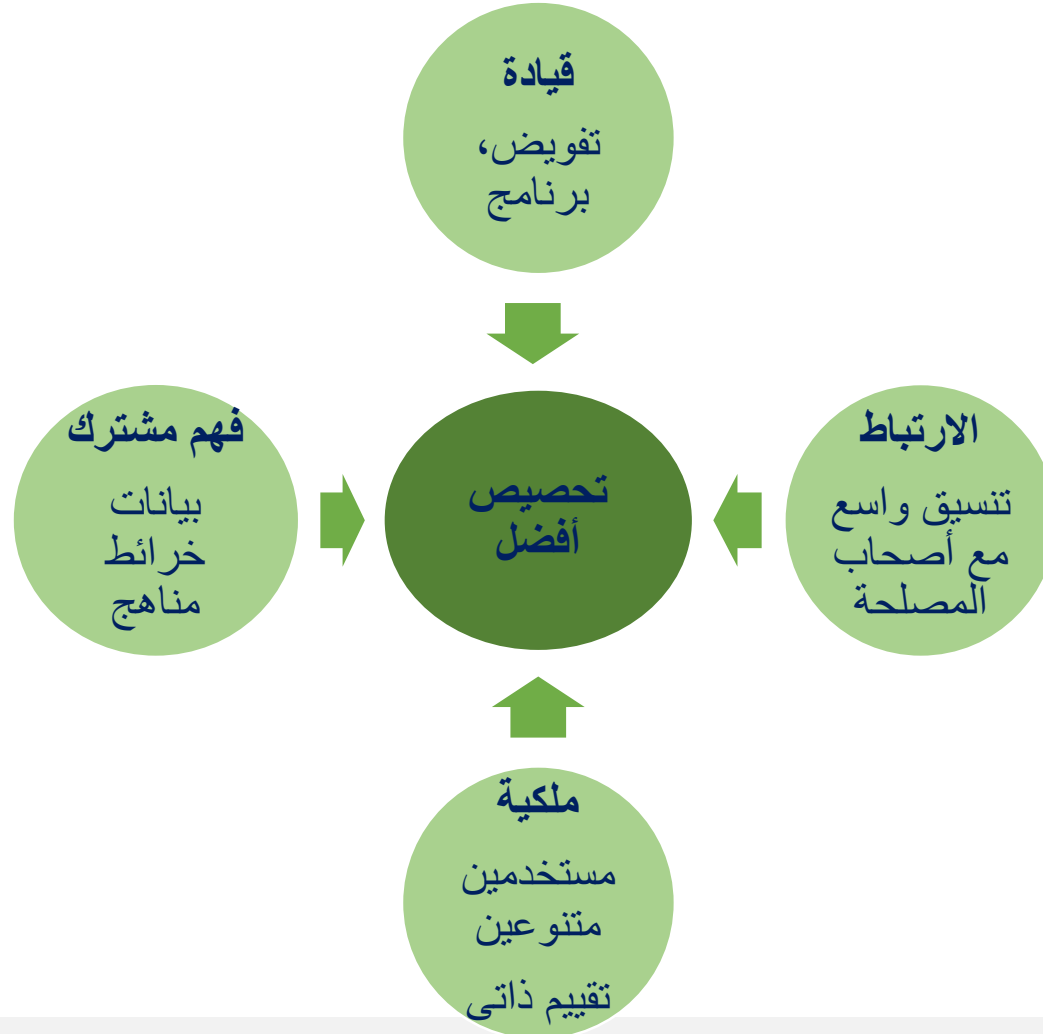 قيادة
تفويض،
برنامج
الارتباط
تنسيق واسع
مع أصحاب
المصلحة
تحصيص
أفضل
فهم مشترك
بيانات
خرائط
مناهج
ملكية
مستخدمين
متنوعين
تقييم ذاتي